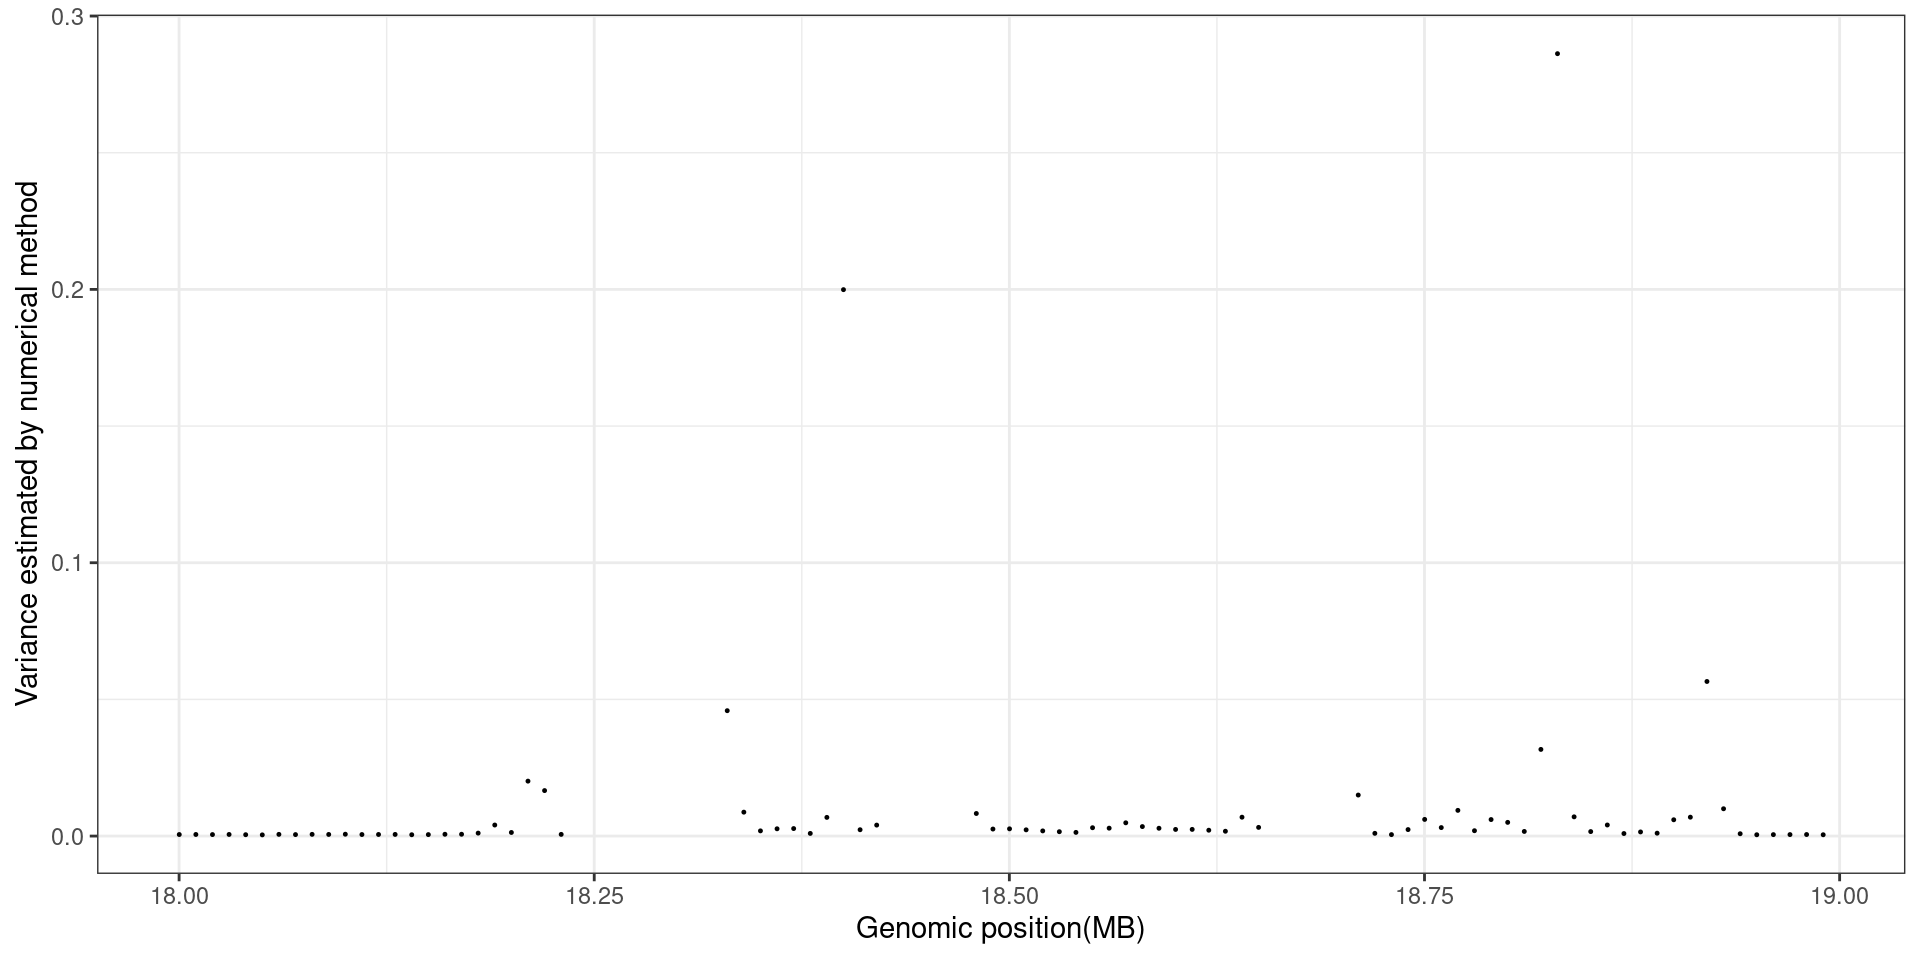 Variance estimated by numerical method
0.3
0.2
0.1
0.0
18.00 18.25 18.50 18.75 19.00
Genomic position(MB)